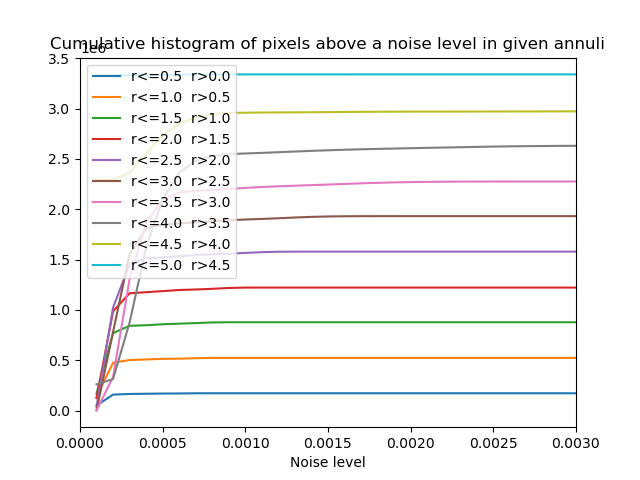 Cumulative histogram of pixels above a noise level in given annuli
1e6
3.5
3.0
2.5
2.0
1.5
1.0
0.5
0.0
r<=0.5 r>0.0
r<=1.0 r>0.5
r<=1.5 r>1.0
r<=2.0 r>1.5
r<=2.5 r>2.0
r<=3.0 r>2.5
r<=3.5 r>3.0
r<=4.0 r>3.5
r<=4.5 r>4.0
r<=5.0 r>4.5
0.0000 0.0005 0.0010 0.0015 0.0020 0.0025 0.0030
Noise level